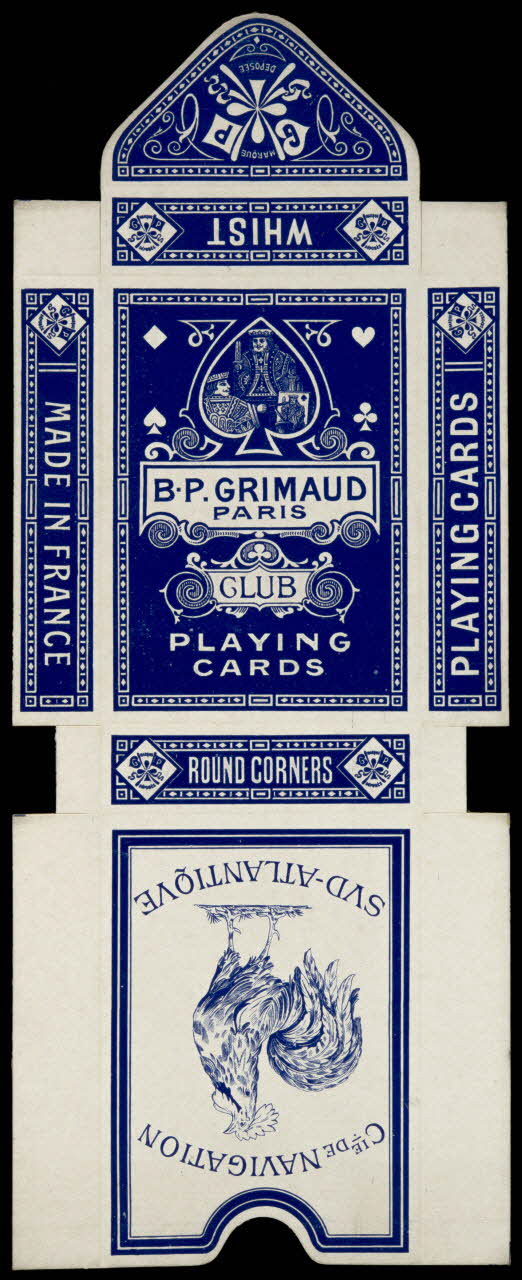 DEPOSÉE
G P
MARQUE
WHIST
MADE IN FRANCE
B·P. GRIMAUD
PARIS
CLUB
PLAYING
CARDS
PLAYING CARDS
ROUND CORNERS
CIE DE NAVIGATION
SVD-ATLANTIQVE